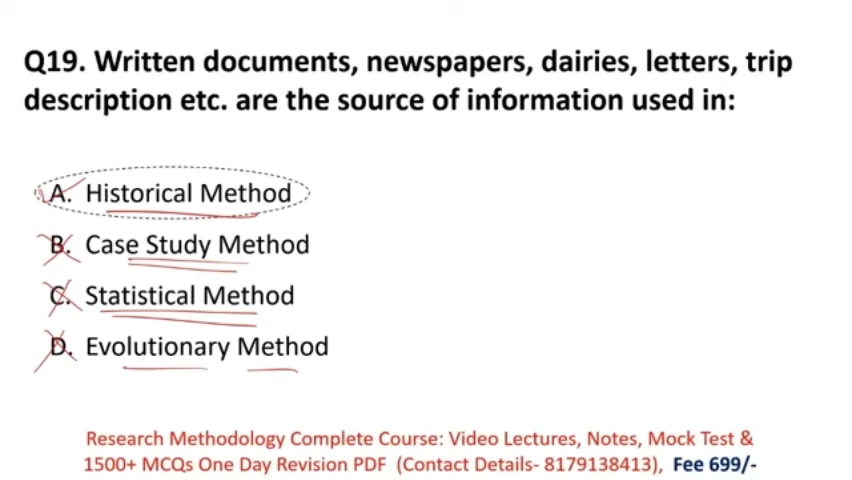 Q19. Written documents, newspapers, dairies, letters, trip
description etc. are the source of information used in:
A. Historical Method
B. Case Study Method
C. Statistical Method
D. Evolutionary Method
Research Methodology Complete Course: Video Lectures, Notes, Mock Test &
1500+ MCQs One Day Revision PDF (Contact Details- 8179138413), Fee 699/-